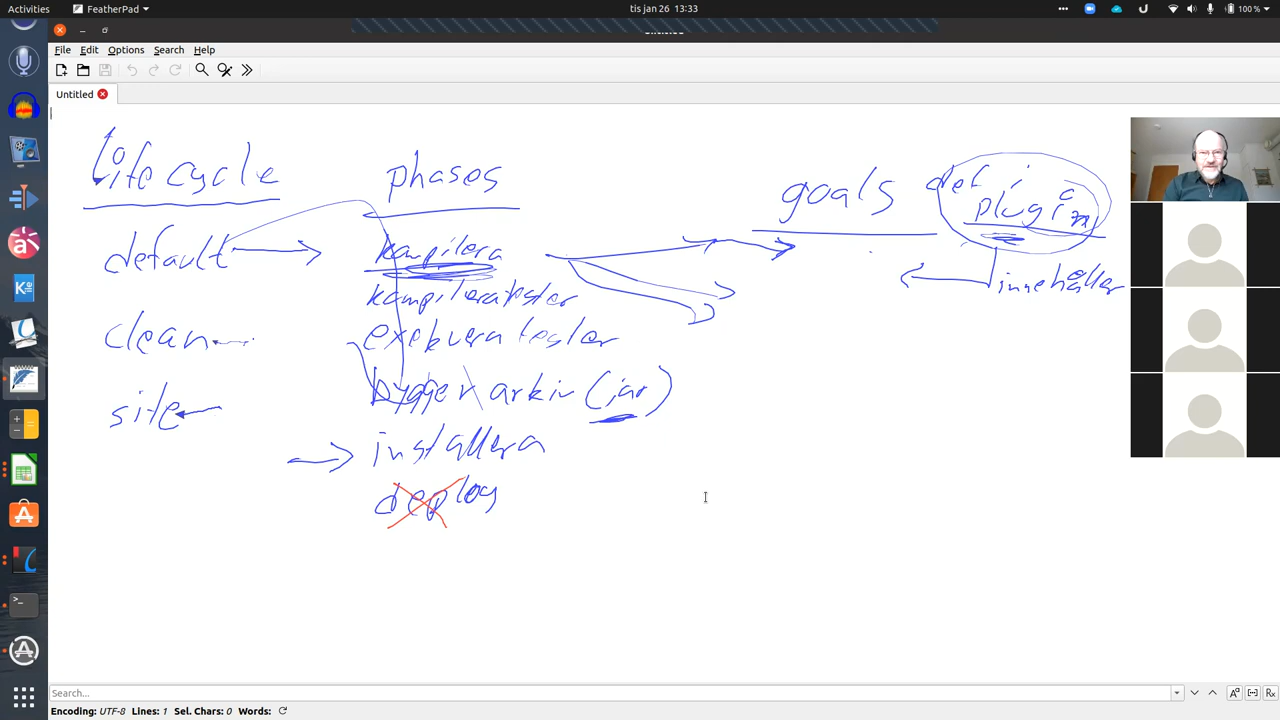 Activities FeatherPad tis jan 26 13:33 100 %
File Edit Options Search Help
Untitled
Life cycle phases goals def i
plugin
default kompilera
innehåller
kompilera tester
clean exekvera tester
bygger arkiv (jar)
site
installera
deploy
Search...
Encoding: UTF-8 Lines: 1 Sel. Chars: 0 Words: